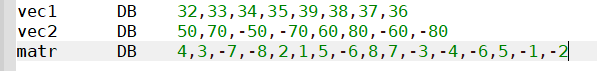 vec1 DB 32,33,34,35,39,38,37,36
vec2 DB 50,70,-50,-70,60,80,-60,-80
matr DB 4,3,-7,-8,2,1,5,-6,8,7,-3,-4,-6,5,-1,-2